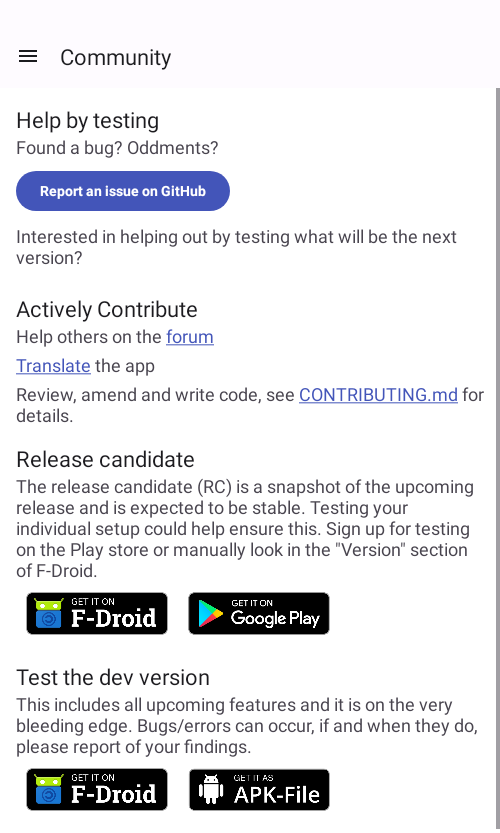 Community
Help by testing
Found a bug? Oddments?
Report an issue on GitHub
Interested in helping out by testing what will be the next
version?
Actively Contribute
Help others on the forum
Translate the app
Review, amend and write code, see CONTRIBUTING.md for
details.
Release candidate
The release candidate (RC) is a snapshot of the upcoming
release and is expected to be stable. Testing your
individual setup could help ensure this. Sign up for testing
on the Play store or manually look in the "Version" section
of F-Droid.
GET IT ON
F-Droid
GET IT ON
Google Play
Test the dev version
This includes all upcoming features and it is on the very
bleeding edge. Bugs/errors can occur, if and when they do,
please report of your findings.
GET IT ON
F-Droid
GET IT AS
APK-File